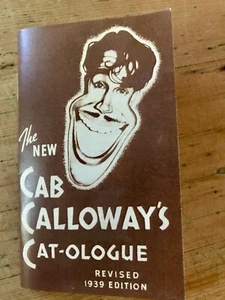 The
NEW
CAB
CALLOWAY'S
CAT-OLOGUE
REVISED
1939 EDITION